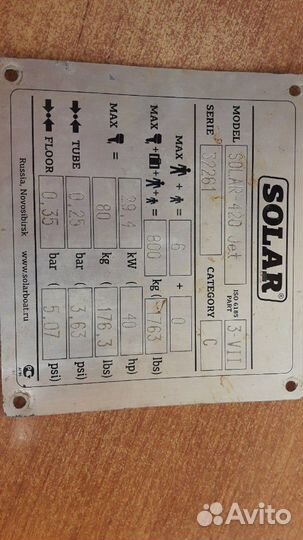 SOLAR®
MODEL SOLAR-420 Jet ISO 6185 PART 3-VII
SERIE CATEGORY C
MAX + = 6 + 0
MAX + + + = 800 kg ( 1763 lbs)
MAX = 29,4 kW ( 40 hp)
80 kg ( 176,3 lbs)
TUBE 0,25 bar ( 3,63 psi)
FLOOR 0,35 bar ( 5,07 psi)
Russia, Novosibirsk www.solarboat.ru
Avito